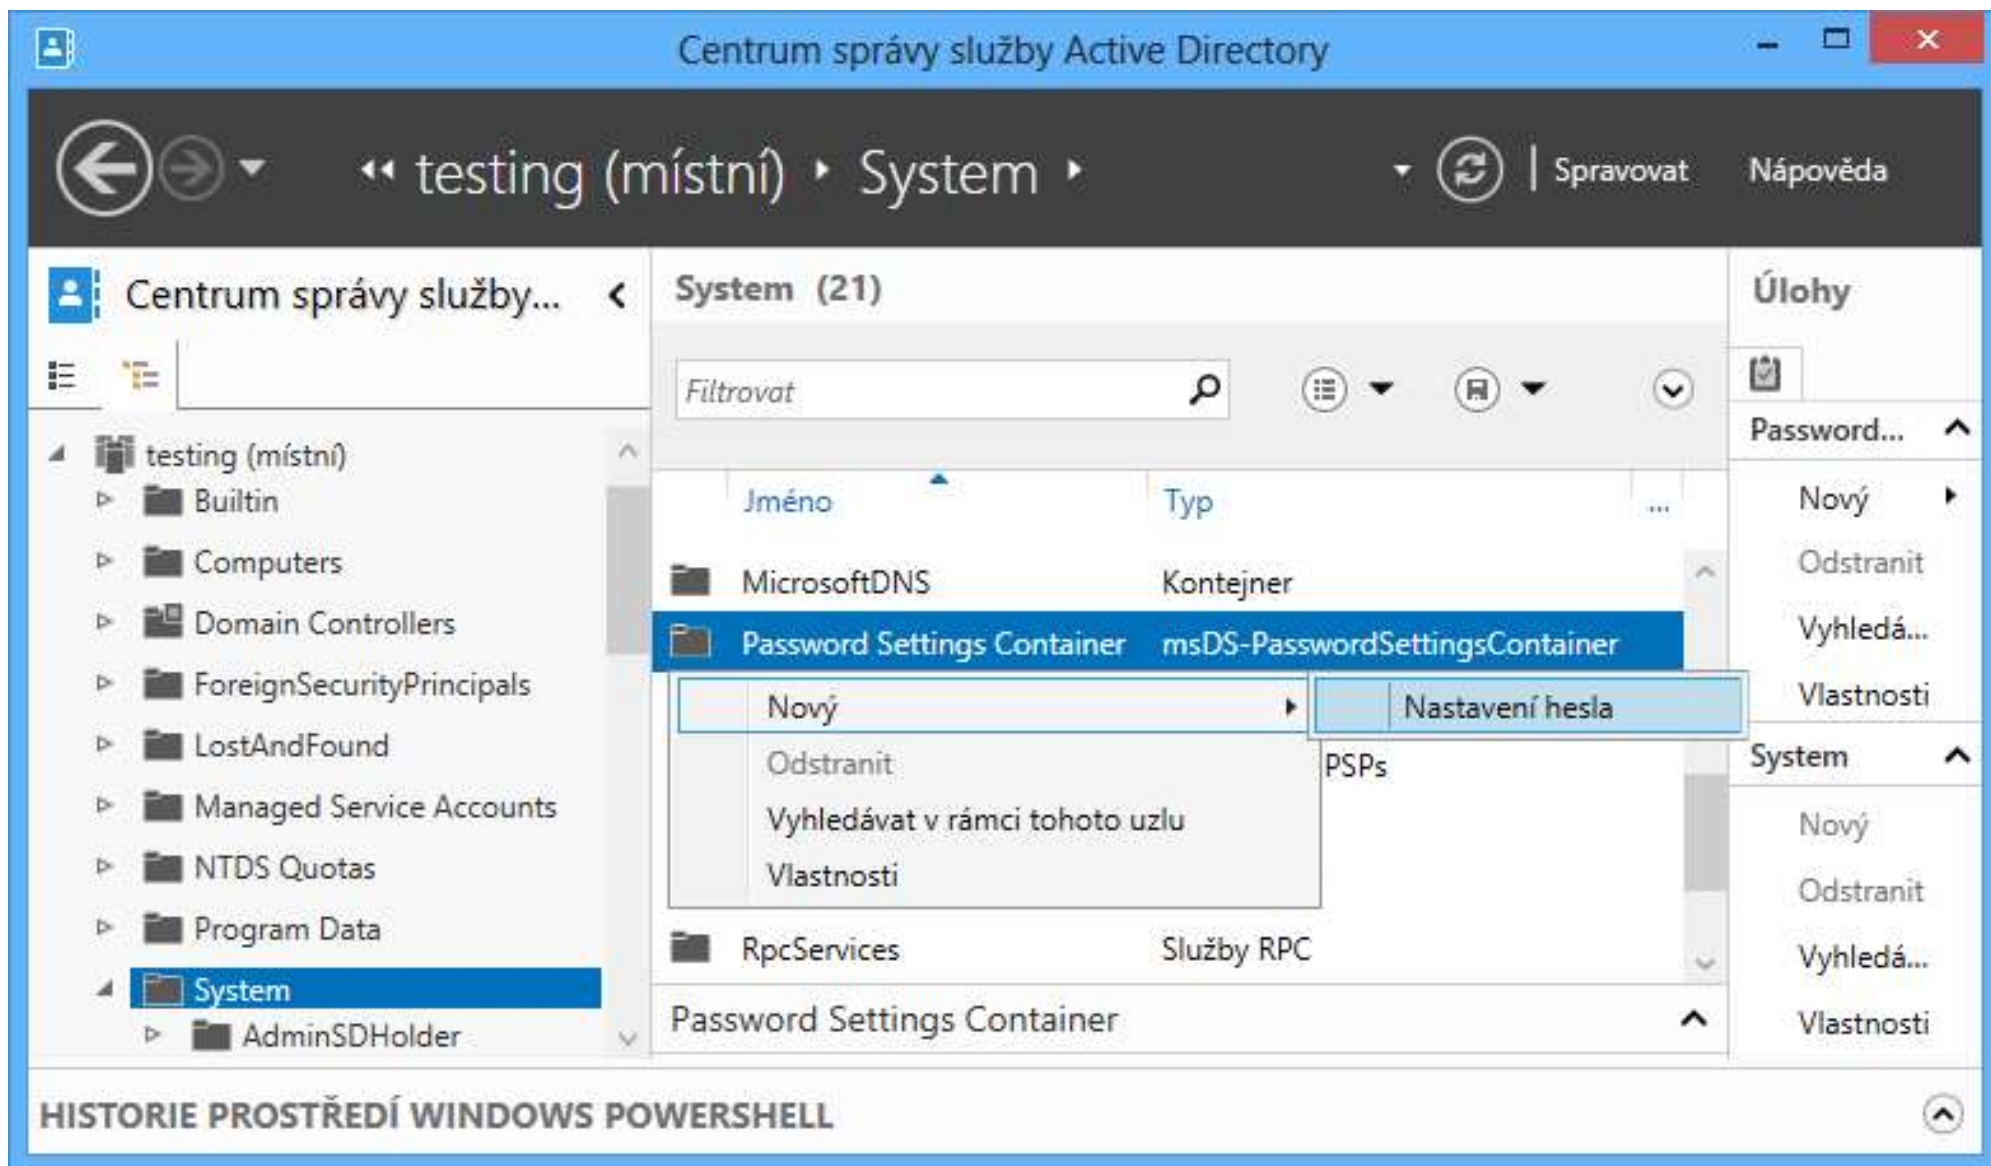 Centrum správy služby Active Directory
testing (místní) System
Spravovat
Nápověda
Centrum správy služby...
testing (místní)
Builtin
Computers
Domain Controllers
ForeignSecurityPrincipals
LostAndFound
Managed Service Accounts
NTDS Quotas
Program Data
System
AdminSDHolder
System (21)
Filtrovat
Jméno Typ ...
MicrosoftDNS Kontejner
Password Settings Container msDS-PasswordSettingsContainer
Nový
Nastavení hesla
Odstranit
PSPs
Vyhledávat v rámci tohoto uzlu
Vlastnosti
RpcServices Služby RPC
Password Settings Container
Úlohy
Password...
Nový
Odstranit
Vyhledá...
Vlastnosti
System
Nový
Odstranit
Vyhledá...
Vlastnosti
HISTORIE PROSTŘEDÍ WINDOWS POWERSHELL